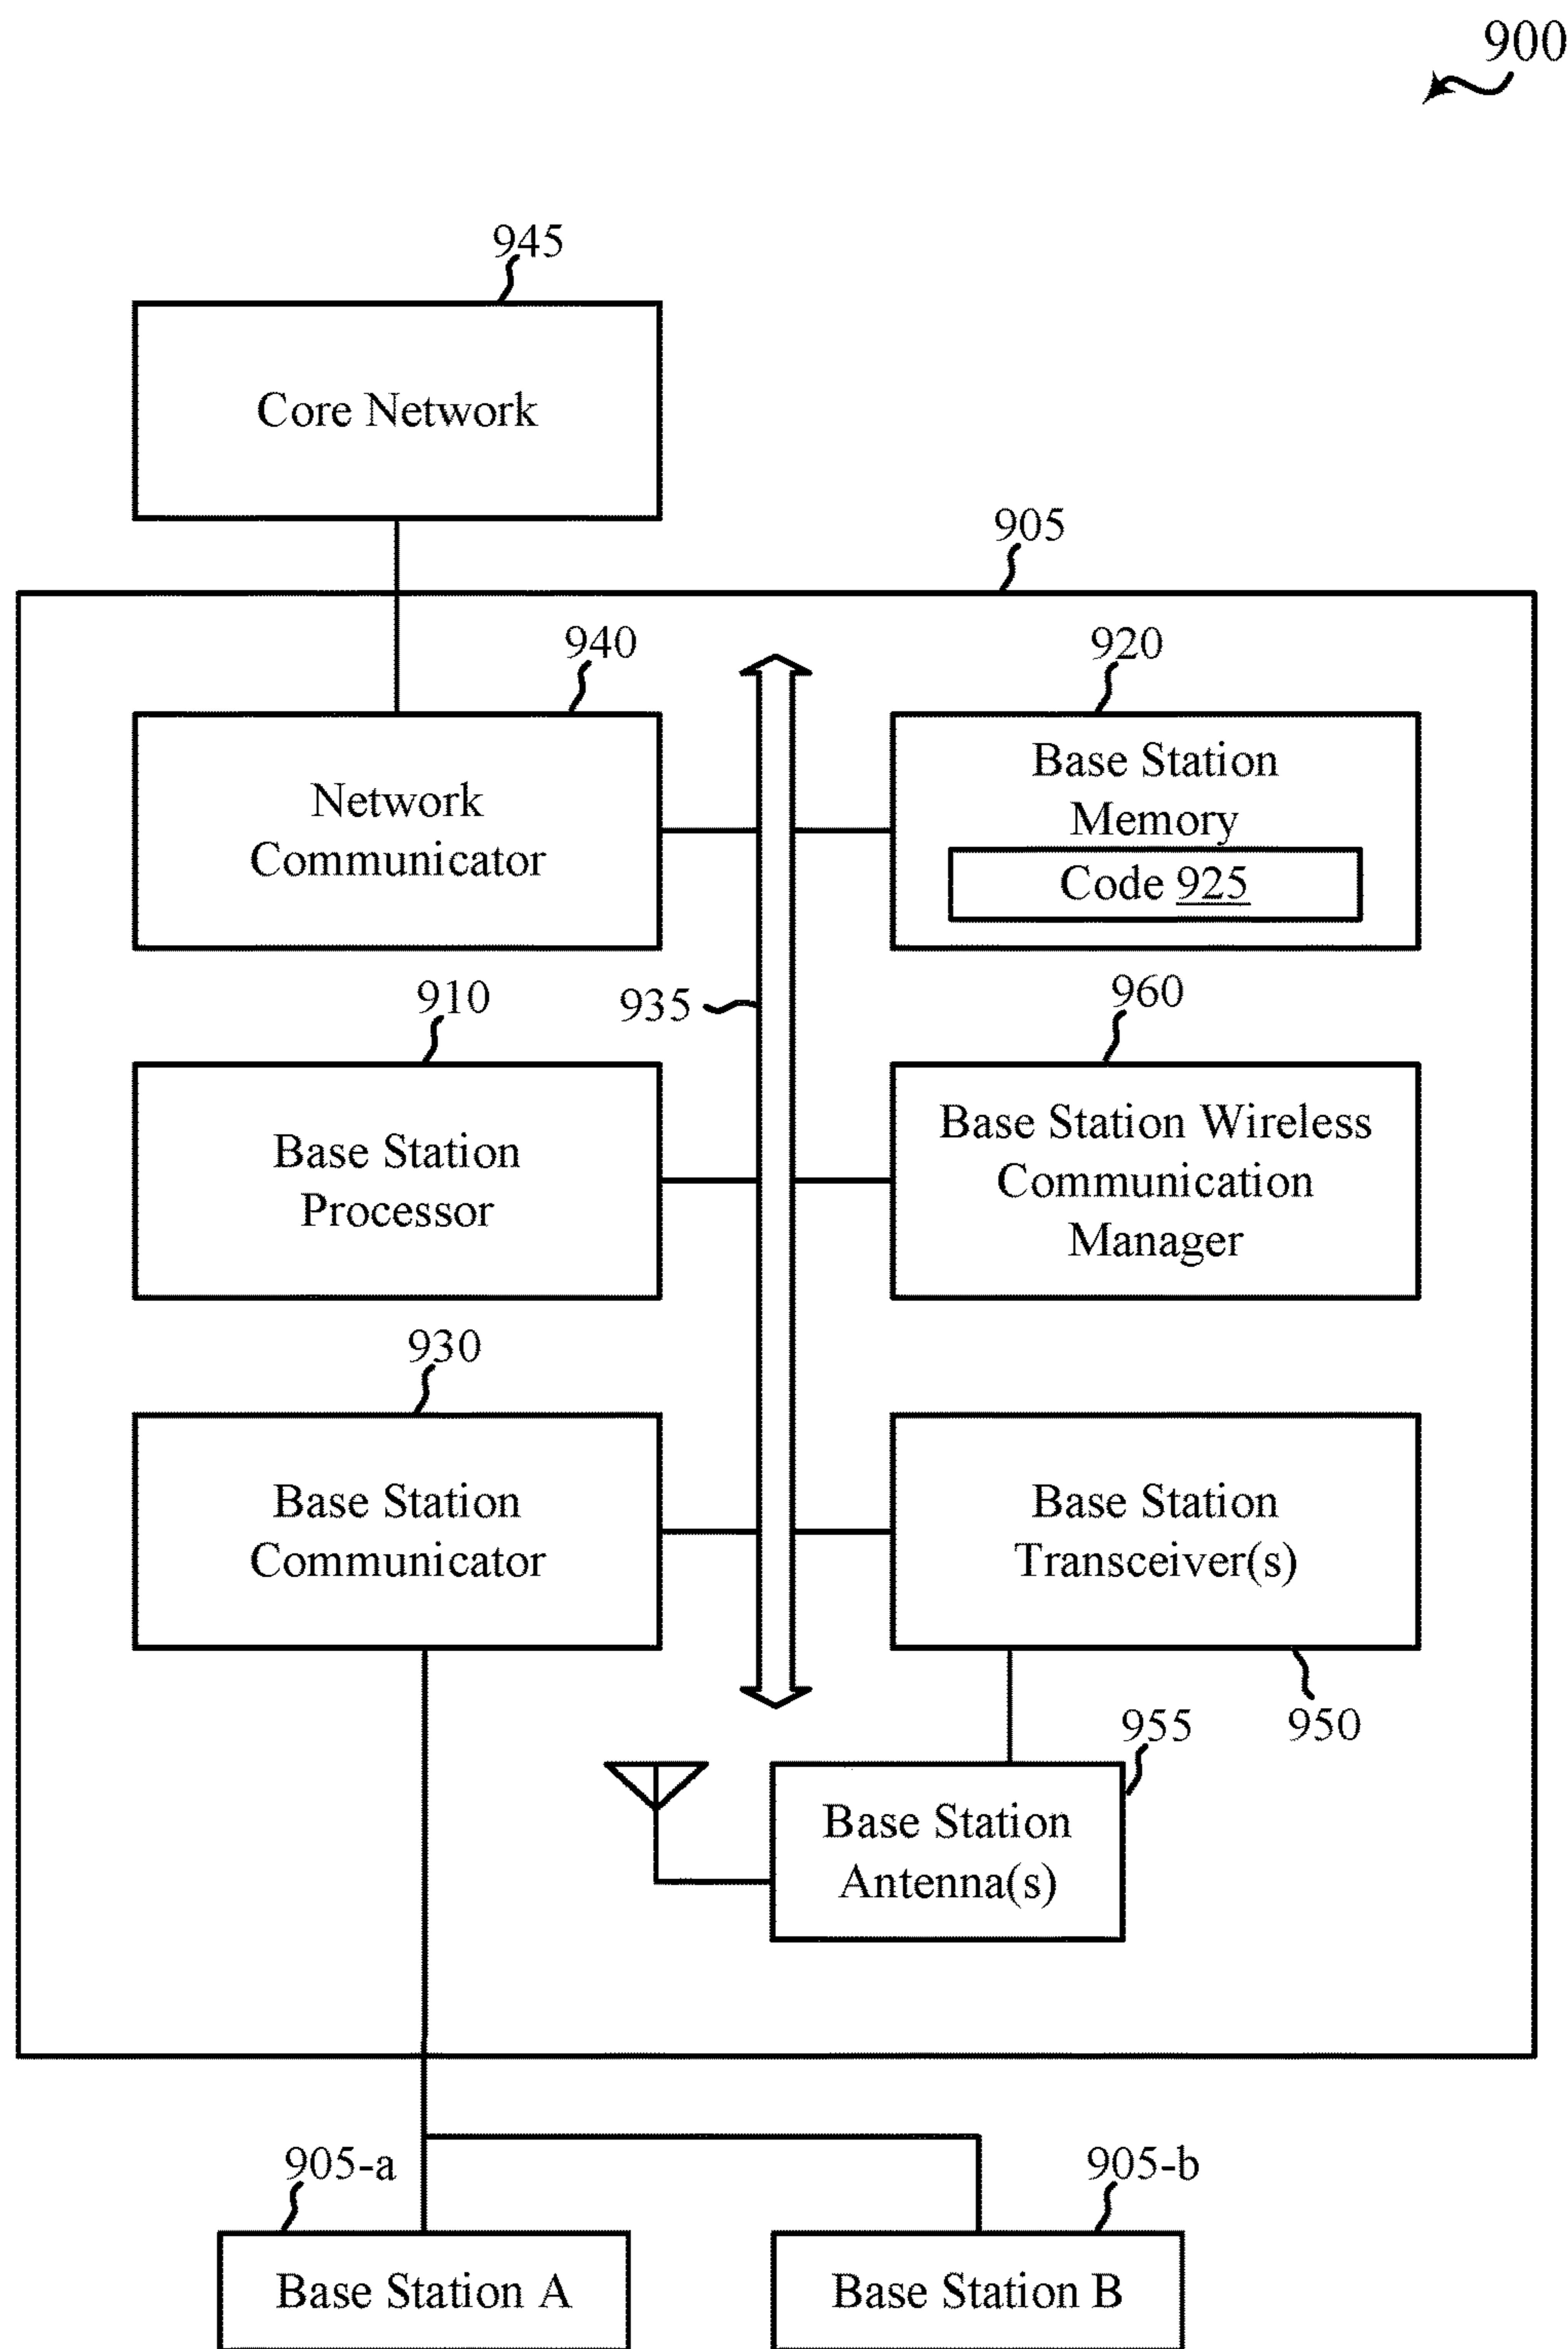 900
945
Core Network
905
940
920
Network
Communicator
Base Station
Memory
Code 925
910
935
960
Base Station
Processor
Base Station Wireless
Communication
Manager
930
Base Station
Communicator
Base Station
Transceiver(s)
955
950
Base Station
Antenna(s)
905-a
905-b
Base Station A
Base Station B